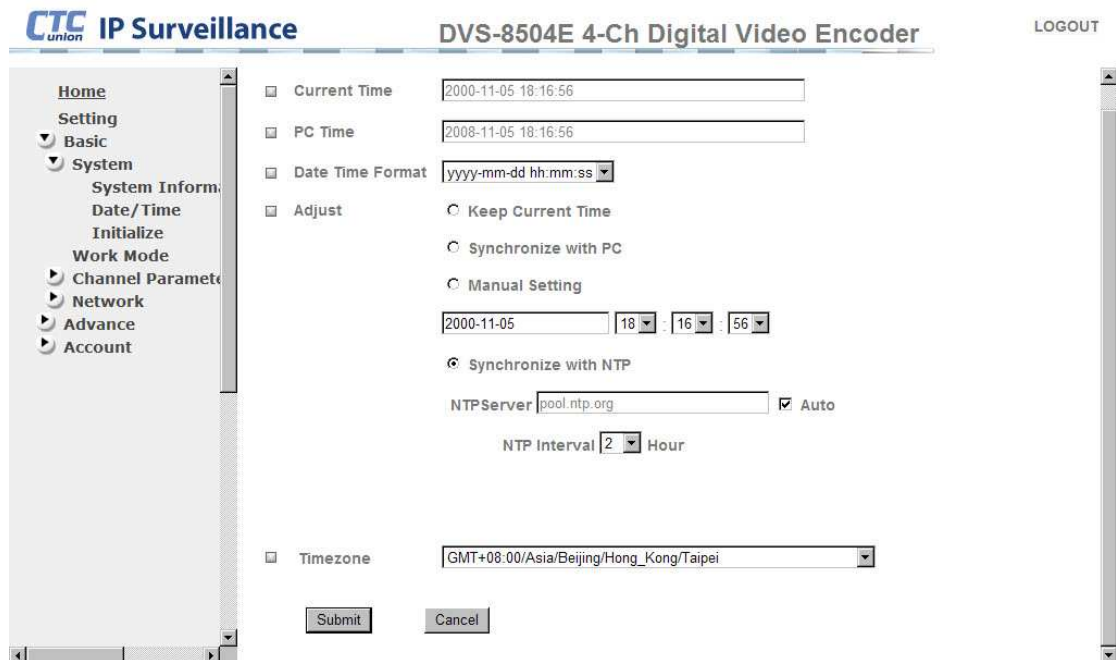 CTC union IP Surveillance
DVS-8504E 4-Ch Digital Video Encoder
LOGOUT
Home
Setting
Basic
System
System Informa
Date/Time
Initialize
Work Mode
Channel Paramete
Network
Advance
Account
Current Time 2000-11-05 18:16:56
PC Time 2008-11-05 18:16:56
Date Time Format yyyy-mm-dd hh:mm:ss
Adjust Keep Current Time
Synchronize with PC
Manual Setting
2000-11-05 18 : 16 : 56
Synchronize with NTP
NTPServer pool.ntp.org Auto
NTP Interval 2 Hour
Timezone GMT+08:00/Asia/Beijing/Hong_Kong/Taipei
Submit Cancel